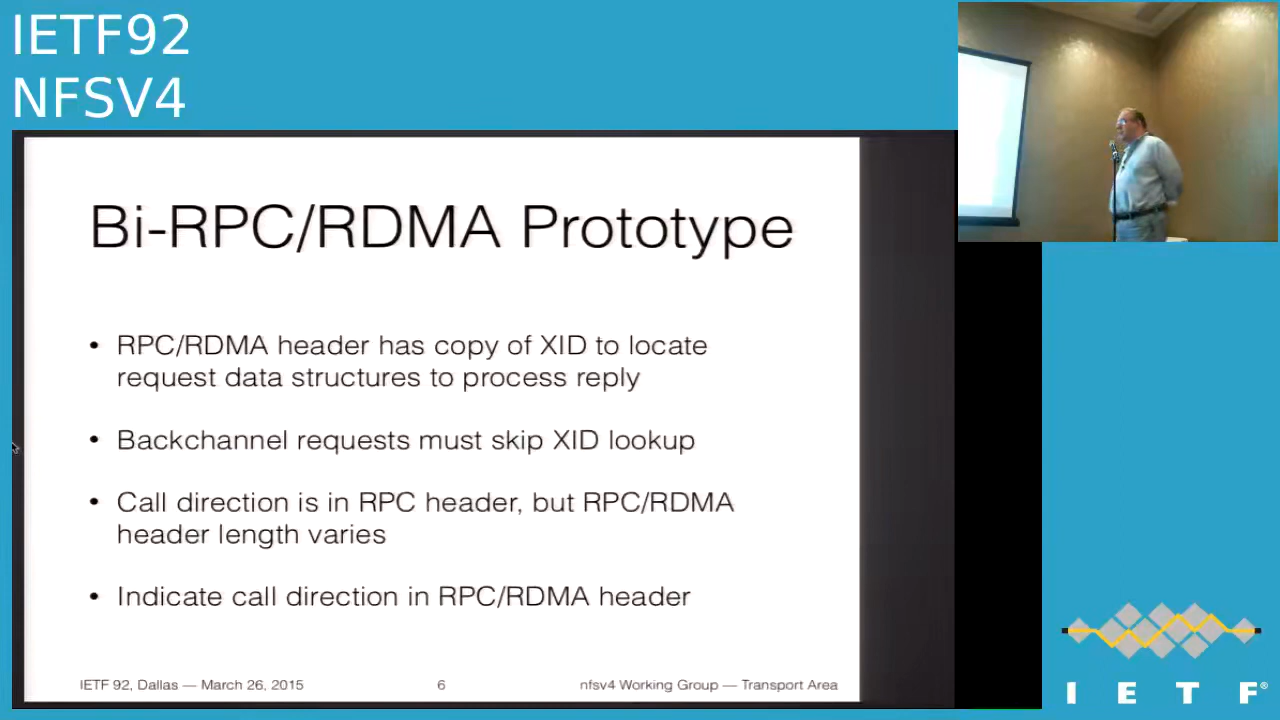 IETF92
NFSV4
Bi-RPC/RDMA Prototype
• RPC/RDMA header has copy of XID to locate
request data structures to process reply
• Backchannel requests must skip XID lookup
• Call direction is in RPC header, but RPC/RDMA
header length varies
• Indicate call direction in RPC/RDMA header
IETF 92, Dallas — March 26, 2015
6
nfsv4 Working Group — Transport Area
I E T F®